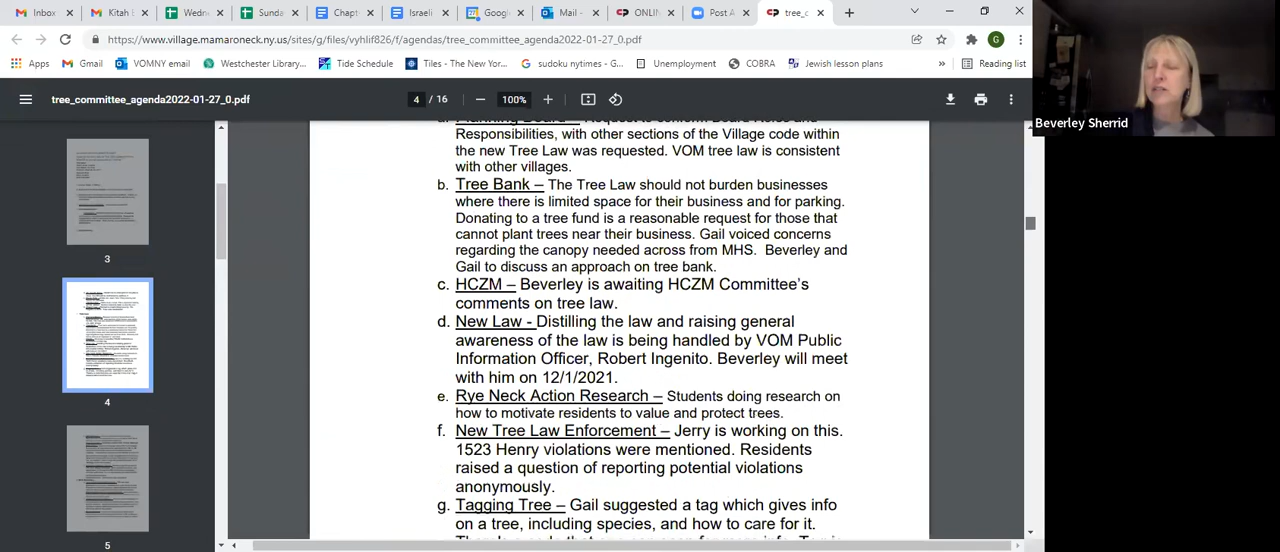 Inbox
Kitah E
Wedn
Sunda
Chapt
Israeli
Googl
Mail -
ONLIN
Post A
tree_c
https://www.village.mamaroneck.ny.us/sites/g/files/vyhlif826/f/agendas/tree_committee_agenda2022-01-27_0.pdf
G
Apps
Gmail
VOMNY email
Westchester Library
Tide Schedule
Tiles - The New Yor
sudoku nytimes - G...
Unemployment
COBRA
Jewish lesson plans
»
Reading list
tree_committee_agenda2022-01-27_0.pdf
4 / 16
100%
Beverley Sherrid
3
4
5
Responsibilities, with other sections of the Village code within
the new Tree Law was requested. VOM tree law is consistent
with other villages.
b. Tree Bank – The Tree Law should not burden businesses
where there is limited space for their business and for parking.
Donating to a tree fund is a reasonable request for those that
cannot plant trees near their business. Gail voiced concerns
regarding the canopy needed across from MHS. Beverley and
Gail to discuss an approach on tree bank.
c. HCZM – Beverley is awaiting HCZM Committee's
comments on tree law.
d. New Law - Distilling the law and raising general
awareness of the law is being handled by VOM Public
Information Officer, Robert Ingenito. Beverley will meet
with him on 12/1/2021.
e. Rye Neck Action Research – Students doing research on
how to motivate residents to value and protect trees.
f. New Tree Law Enforcement – Jerry is working on this.
1523 Henry violations were mentioned. Residents
raised a question of reporting potential violations
anonymously.
g. Tagging Tree – Gail suggested a tag which gives info
on a tree, including species, and how to care for it.